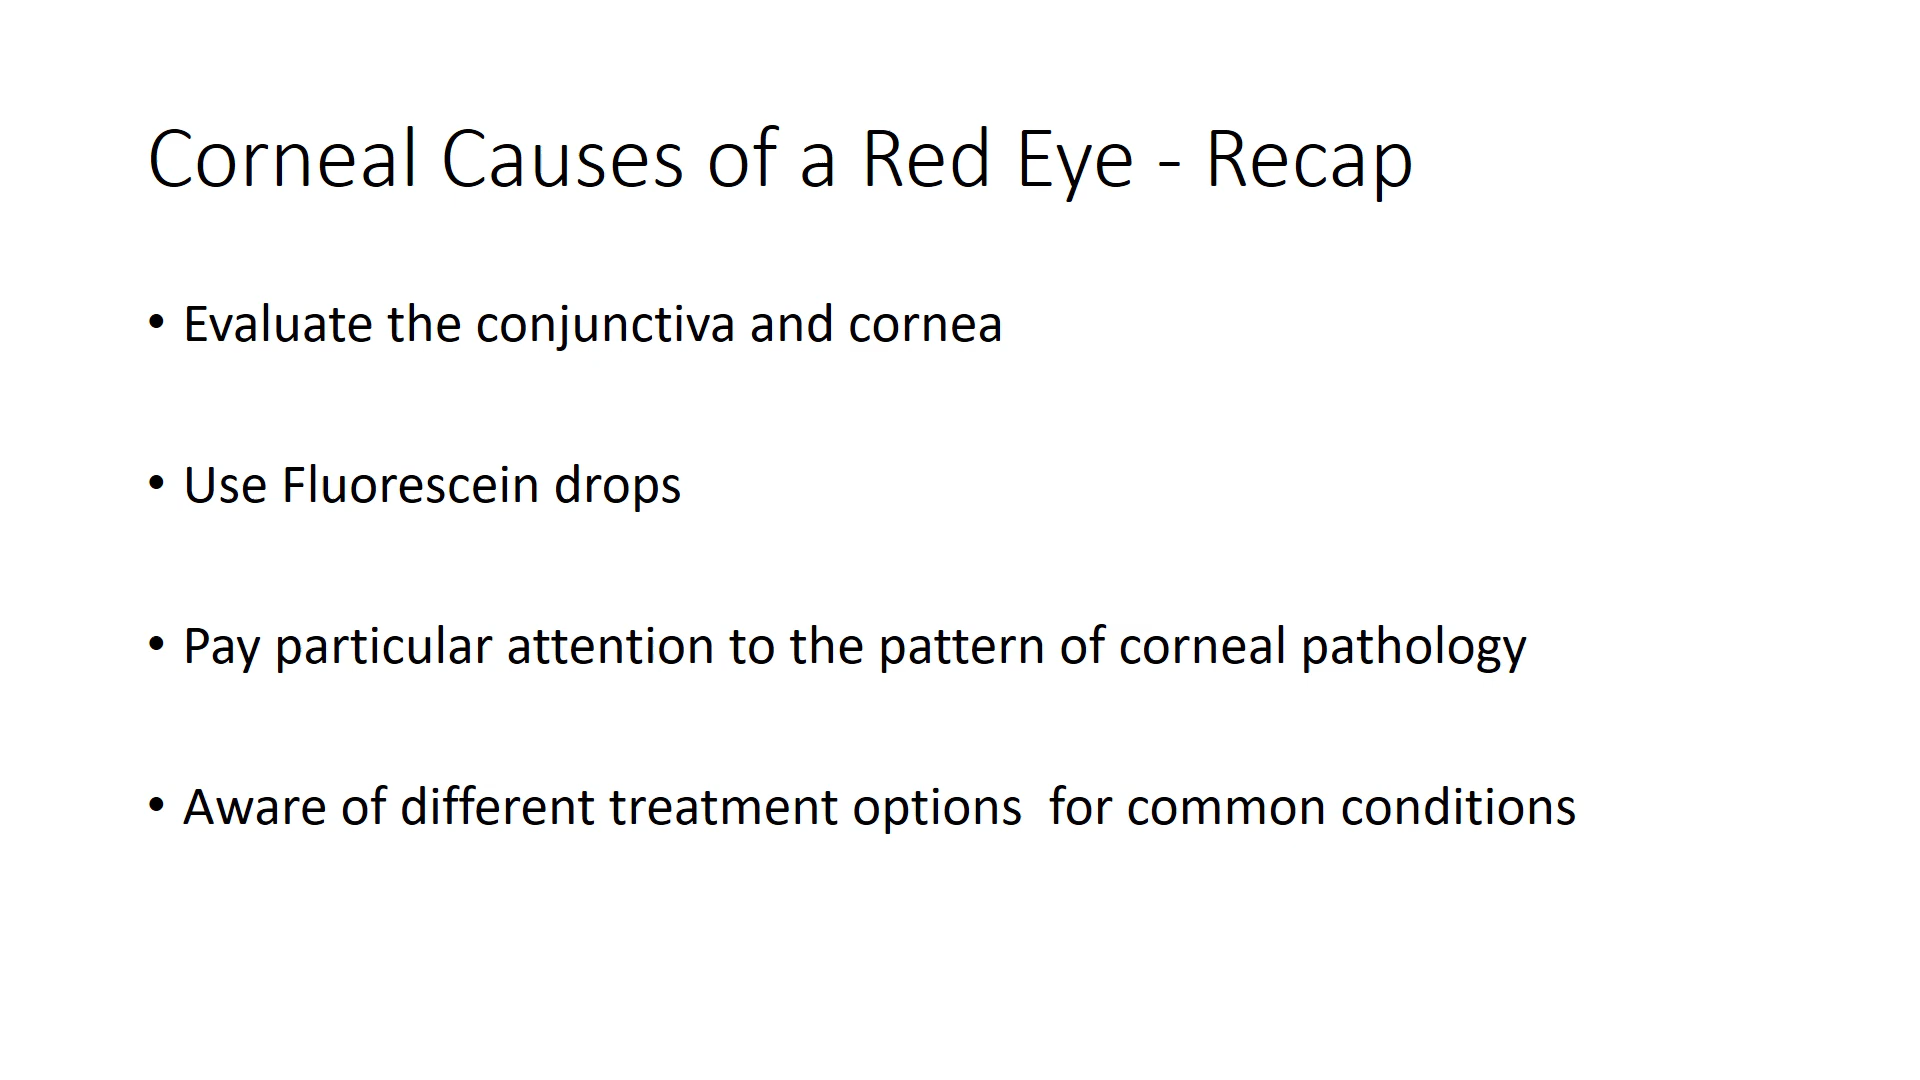 Corneal Causes of a Red Eye - Recap
• Evaluate the conjunctiva and cornea
• Use Fluorescein drops
• Pay particular attention to the pattern of corneal pathology
• Aware of different treatment options  for common conditions